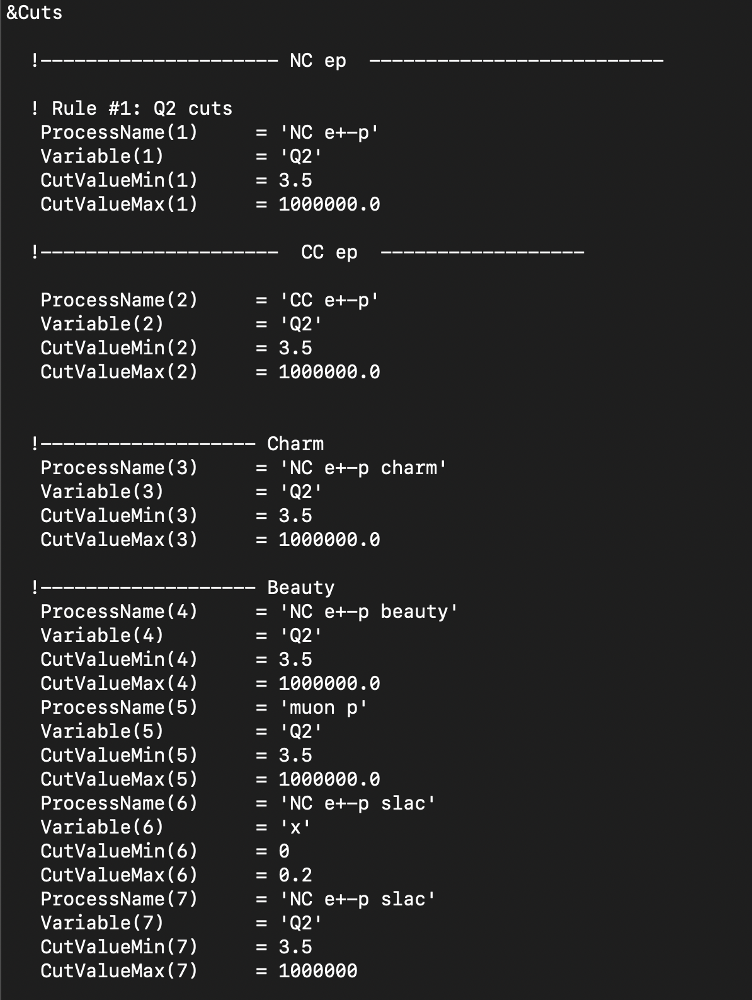 &Cuts
!--------------------- NC ep  --------------------------
! Rule #1: Q2 cuts
ProcessName(1)     = 'NC e+-p'
Variable(1)        = 'Q2'
CutValueMin(1)     = 3.5
CutValueMax(1)     = 1000000.0
!---------------------  CC ep  ------------------
ProcessName(2)     = 'CC e+-p'
Variable(2)        = 'Q2'
CutValueMin(2)     = 3.5
CutValueMax(2)     = 1000000.0
!------------------- Charm
ProcessName(3)     = 'NC e+-p charm'
Variable(3)        = 'Q2'
CutValueMin(3)     = 3.5
CutValueMax(3)     = 1000000.0
!------------------- Beauty
ProcessName(4)     = 'NC e+-p beauty'
Variable(4)        = 'Q2'
CutValueMin(4)     = 3.5
CutValueMax(4)     = 1000000.0
ProcessName(5)     = 'muon p'
Variable(5)        = 'Q2'
CutValueMin(5)     = 3.5
CutValueMax(5)     = 1000000.0
ProcessName(6)     = 'NC e+-p slac'
Variable(6)        = 'x'
CutValueMin(6)     = 0
CutValueMax(6)     = 0.2
ProcessName(7)     = 'NC e+-p slac'
Variable(7)        = 'Q2'
CutValueMin(7)     = 3.5
CutValueMax(7)     = 1000000